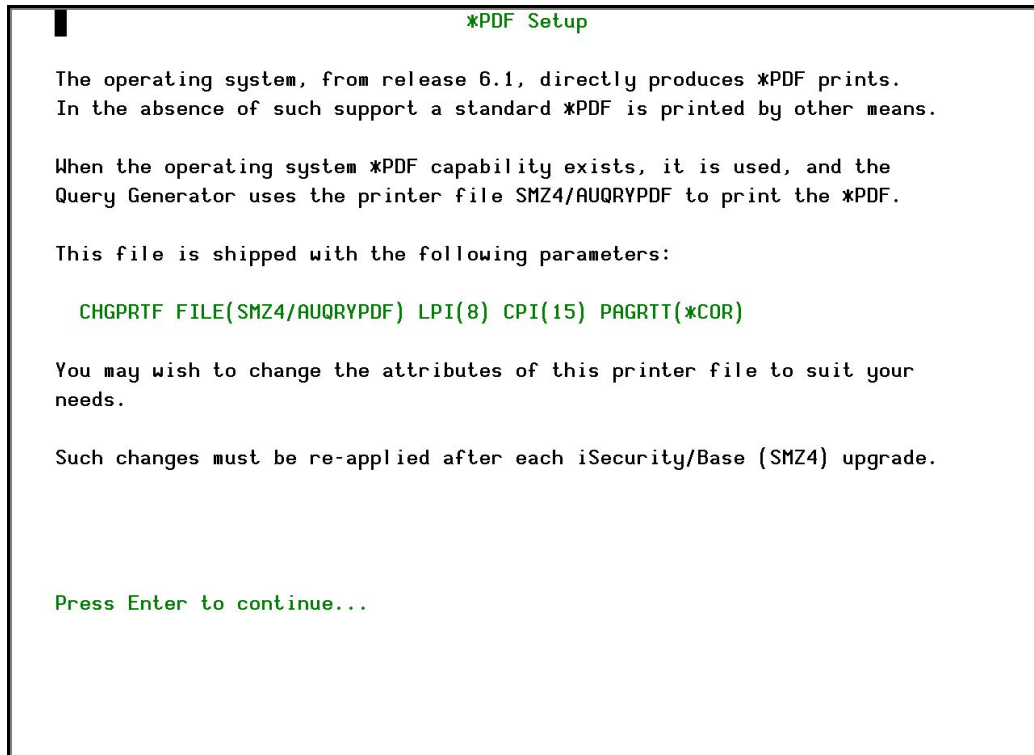 *PDF Setup
The operating system, from release 6.1, directly produces *PDF prints.
In the absence of such support a standard *PDF is printed by other means.
When the operating system *PDF capability exists, it is used, and the
Query Generator uses the printer file SMZ4/AUQRYPDF to print the *PDF.
This file is shipped with the following parameters:
CHGPRTF FILE(SMZ4/AUQRYPDF) LPI(8) CPI(15) PAGRTT(*COR)
You may wish to change the attributes of this printer file to suit your
needs.
Such changes must be re-applied after each iSecurity/Base (SMZ4) upgrade.
Press Enter to continue...